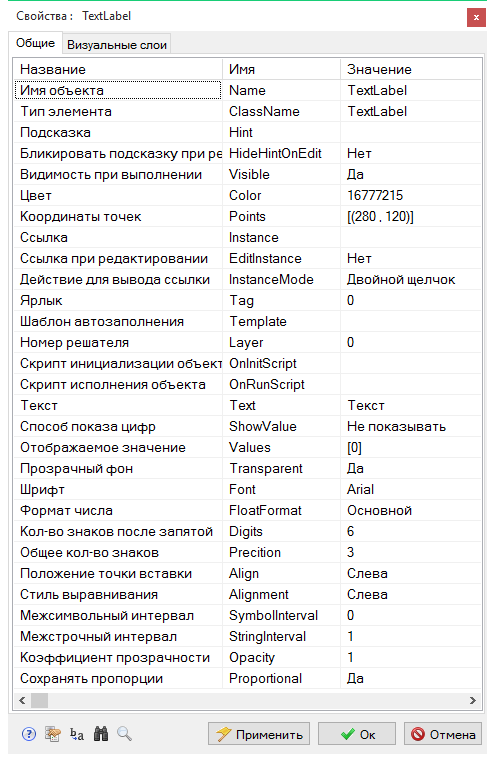 Свойства : TextLabel
x
Общие Визуальные слои
Название Имя Значение
Имя объекта Name TextLabel
Тип элемента ClassName TextLabel
Подсказка Hint
Бликировать подсказку при ре HideHintOnEdit Нет
Видимость при выполнении Visible Да
Цвет Color 16777215
Координаты точек Points [(280 , 120)]
Ссылка Instance
Ссылка при редактировании EditInstance Нет
Действие для вывода ссылки InstanceMode Двойной щелчок
Ярлык Tag 0
Шаблон автозаполнения Template
Номер решателя Layer 0
Скрипт инициализации объект OnInitScript
Скрипт исполнения объекта OnRunScript
Текст Text Текст
Способ показа цифр ShowValue Не показывать
Отображаемое значение Values [0]
Прозрачный фон Transparent Да
Шрифт Font Arial
Формат числа FloatFormat Основной
Кол-во знаков после запятой Digits 6
Общее кол-во знаков Precition 3
Положение точки вставки Align Слева
Стиль выравнивания Alignment Слева
Межсимвольный интервал SymbolInterval 0
Межстрочный интервал StringInterval 1
Коэффициент прозрачности Opacity 1
Сохранять пропорции Proportional Да
? b a Применить Ок Отмена